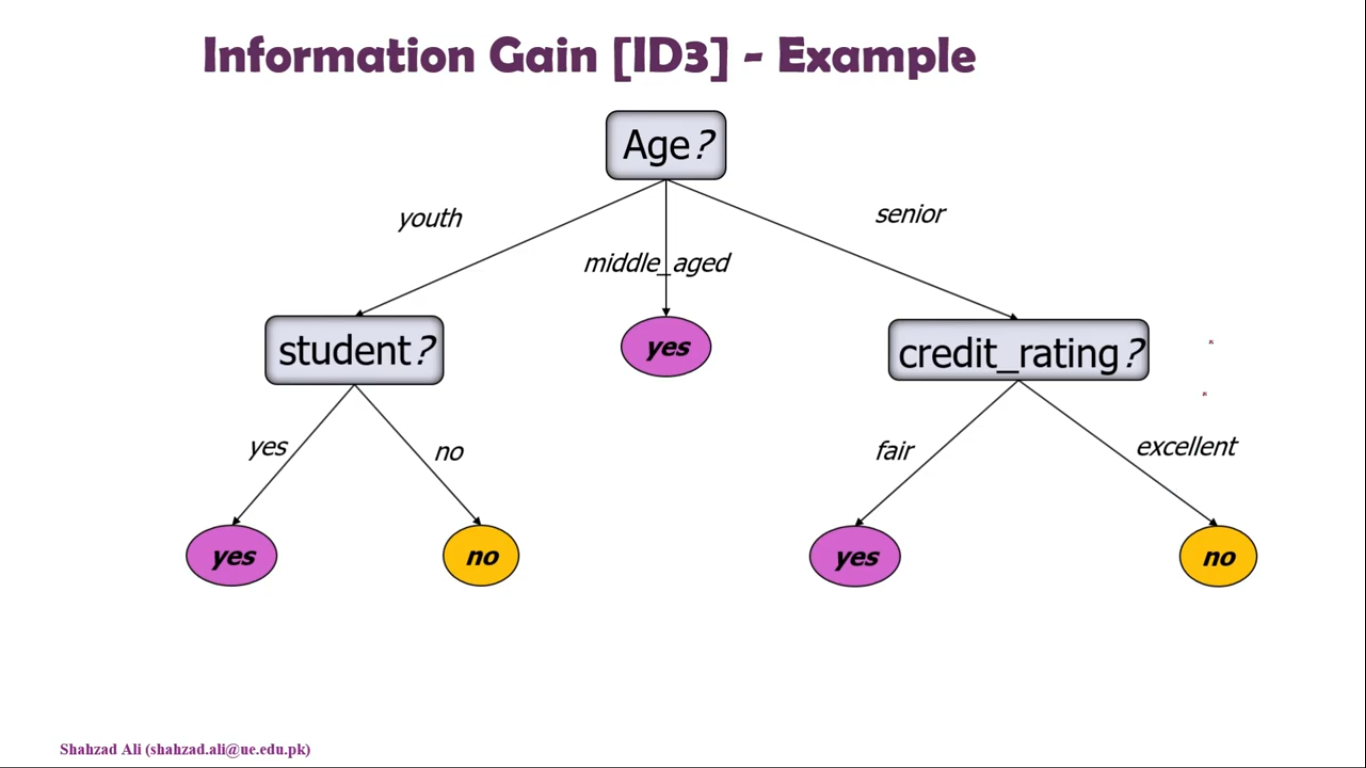 Information Gain [ID3] - Example
Age?
youth
middle_aged
senior
student?
yes
credit_rating?
yes
no
fair
excellent
yes
no
yes
no
Shahzad Ali (shahzad.ali@ue.edu.pk)